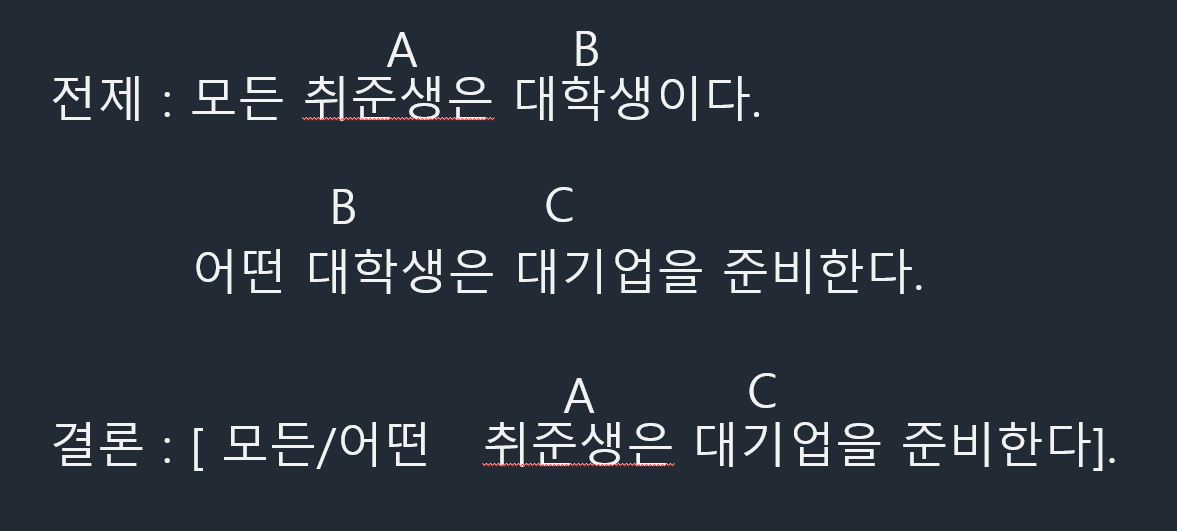 A B
전제 : 모든 취준생은 대학생이다.
B C
어떤 대학생은 대기업을 준비한다.
A C
결론 : [ 모든/어떤 취준생은 대기업을 준비한다].